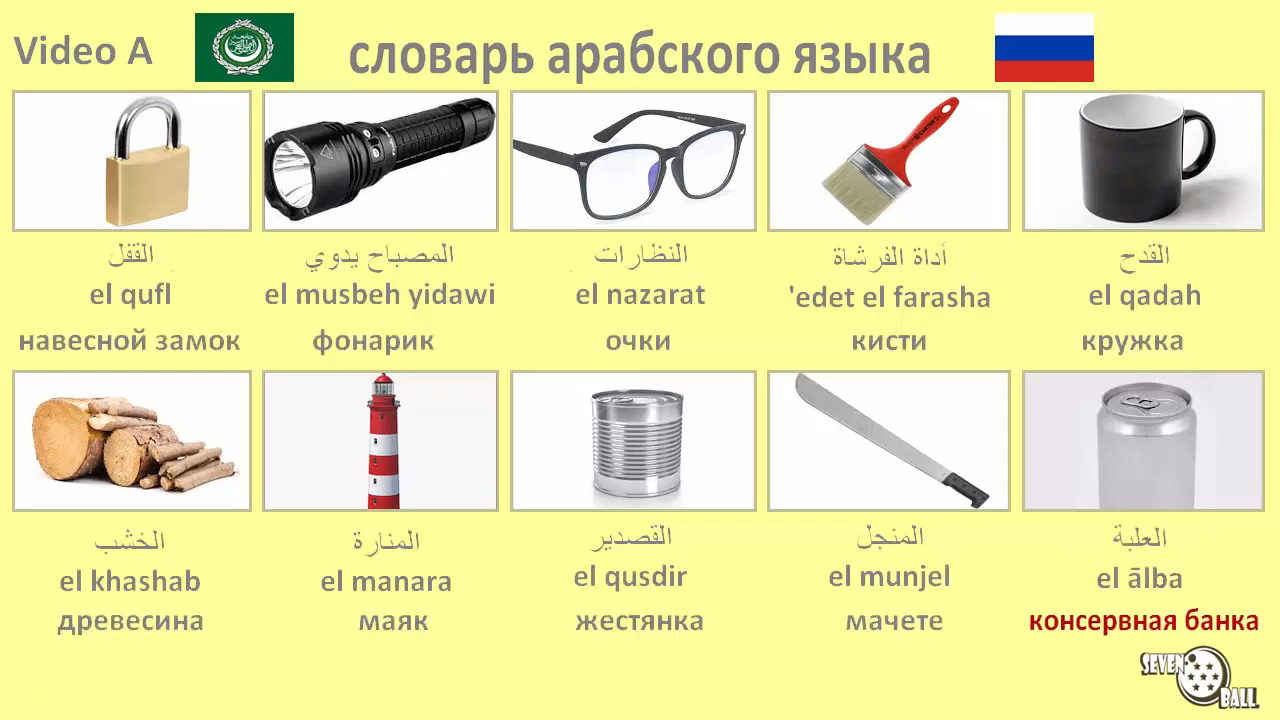 Video A
словарь арабского языка
القفل
el qufl
навесной замок
المصباح يدوي
el musbeh yidawi
фонарик
النظارات
el nazarat
очки
أداة الفرشاة
'edet el farasha
кисти
القدح
el qadah
кружка
الخشب
el khashab
древесина
المنارة
el manara
маяк
القصدير
el qusdir
жестянка
المنجل
el munjel
мачете
العلبة
el ālba
консервная банка
SEVEN
BALL